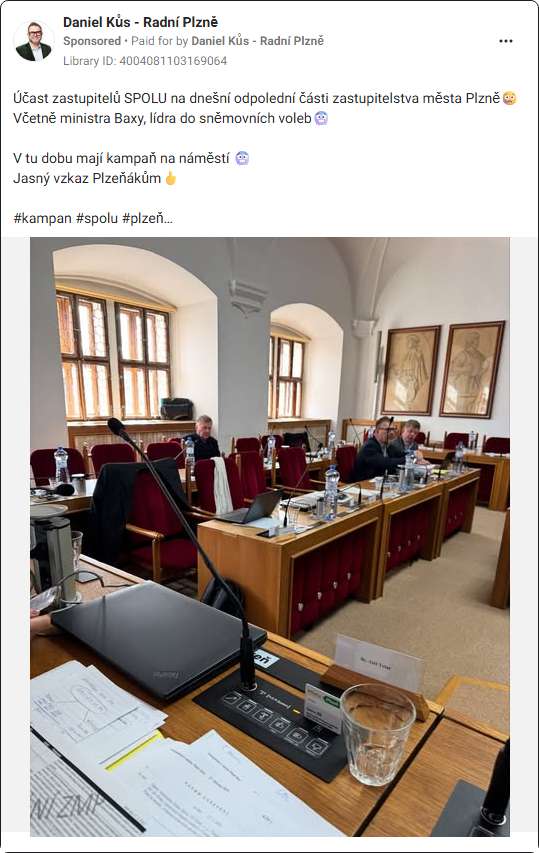 Daniel Kůs - Radní Plzně
Sponsored • Paid for by Daniel Kůs - Radní Plzně
Library ID: 4004081103169064
Účast zastupitelů SPOLU na dnešní odpolední části zastupitelstva města Plzně🤪
Včetně ministra Baxy, lídra do sněmovních voleb🥶
V tu dobu mají kampaň na náměstí 🥶
Jasný vzkaz Plzeňákům👍
#kampan #spolu #plzeň...
ThinkPad